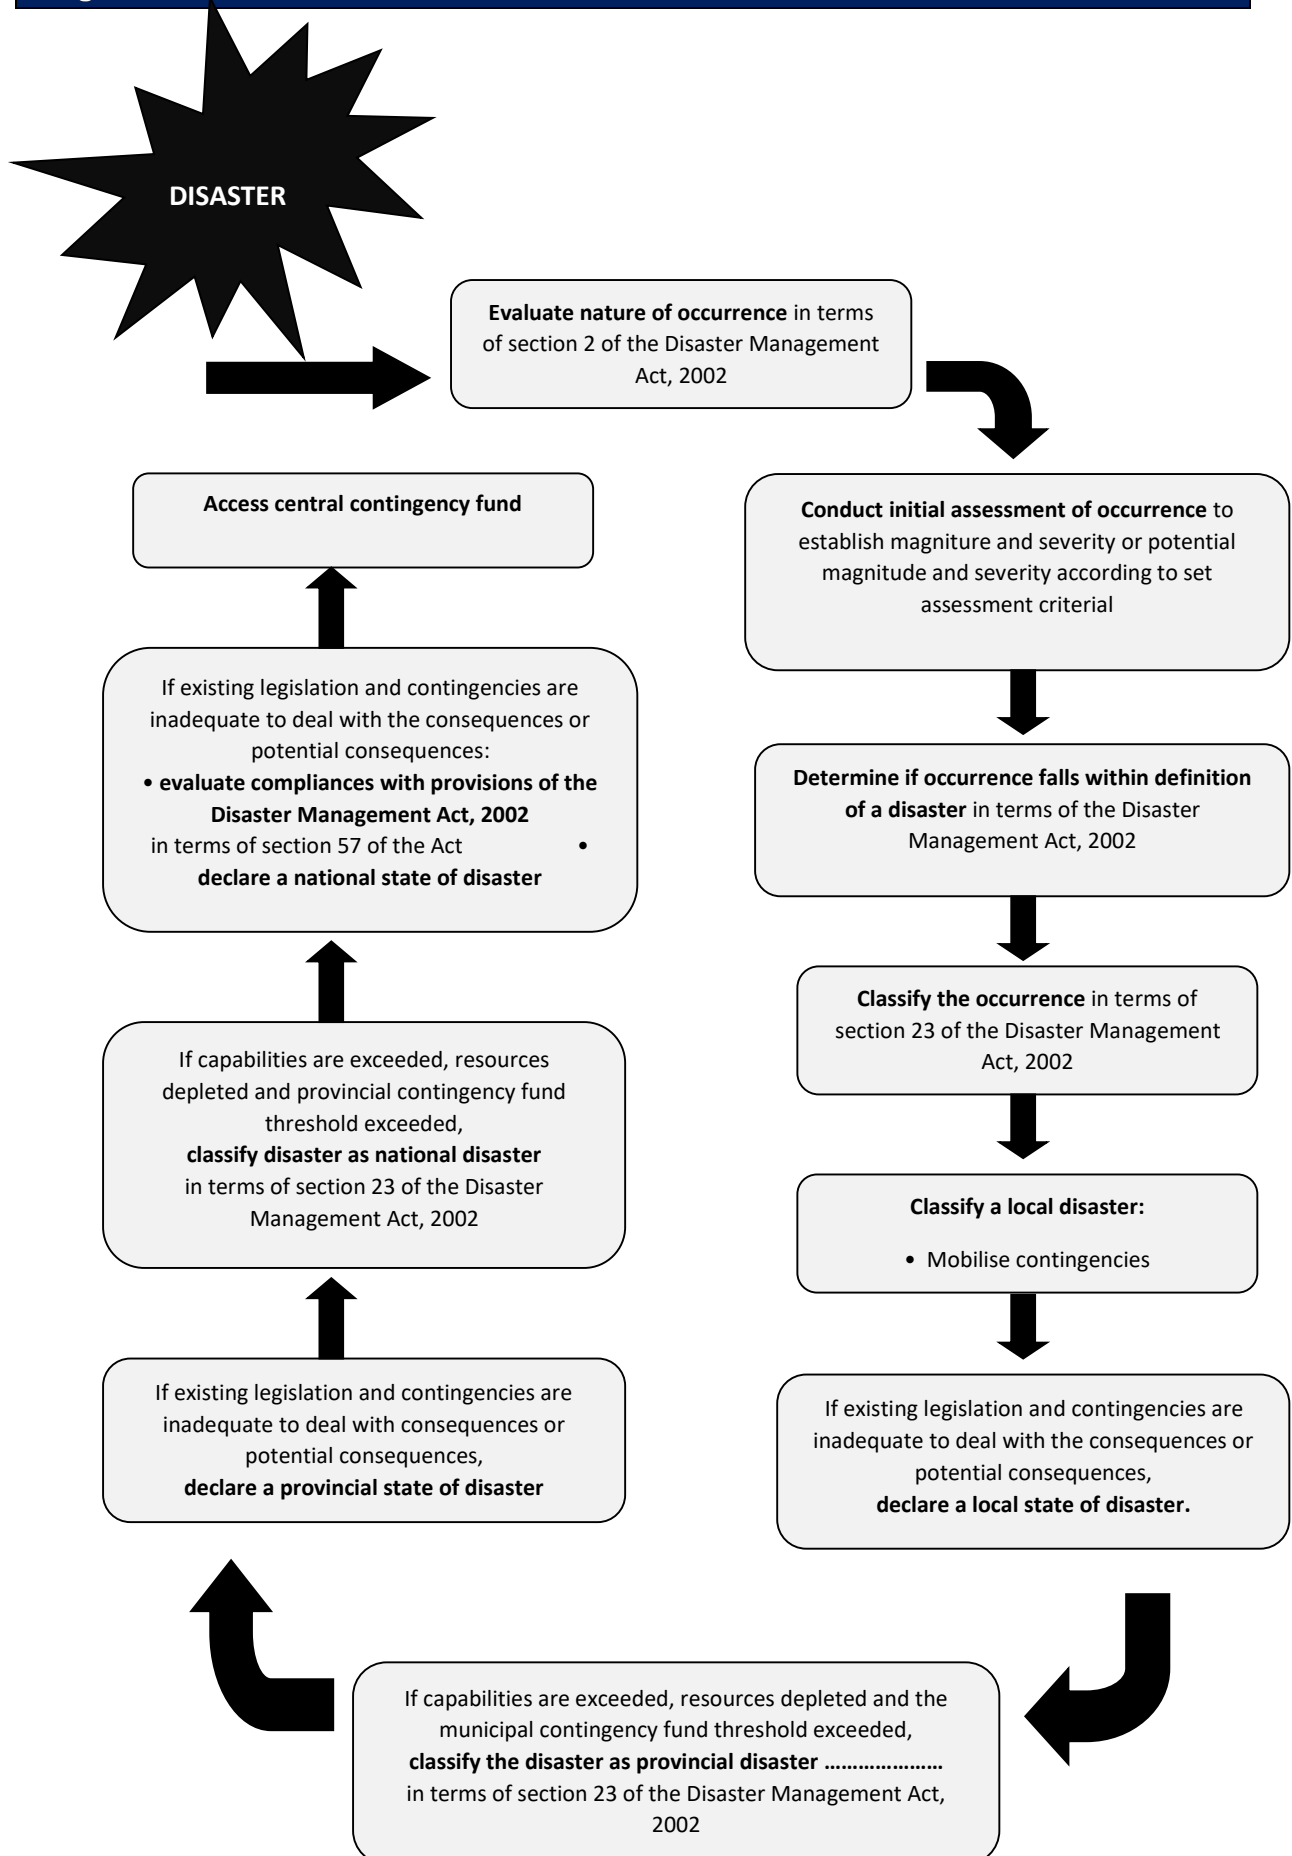 DISASTER
Evaluate nature of occurrence in terms
of section 2 of the Disaster Management
Act, 2002
Conduct initial assessment of occurrence to
establish magniture and severity or potential
magnitude and severity according to set
assessment criterial
Determine if occurrence falls within definition
of a disaster in terms of the Disaster
Management Act, 2002
Classify the occurrence in terms of
section 23 of the Disaster Management
Act, 2002
Classify a local disaster:
• Mobilise contingencies
If existing legislation and contingencies are
inadequate to deal with the consequences or
potential consequences,
declare a local state of disaster.
If capabilities are exceeded, resources depleted and the
municipal contingency fund threshold exceeded,
classify the disaster as provincial disaster …………………
in terms of section 23 of the Disaster Management Act,
2002
If existing legislation and contingencies are
inadequate to deal with consequences or
potential consequences,
declare a provincial state of disaster
If capabilities are exceeded, resources
depleted and provincial contingency fund
threshold exceeded,
classify disaster as national disaster
in terms of section 23 of the Disaster
Management Act, 2002
If existing legislation and contingencies are
inadequate to deal with the consequences or
potential consequences:
• evaluate compliances with provisions of the
Disaster Management Act, 2002
in terms of section 57 of the Act •
declare a national state of disaster
Access central contingency fund